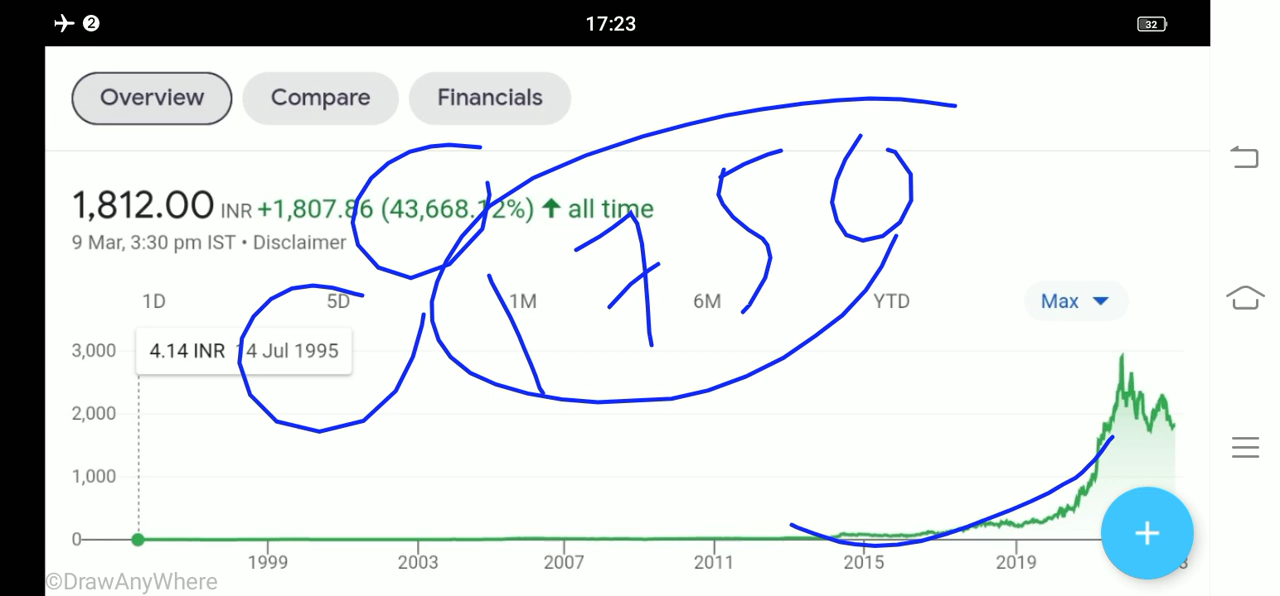 2 17:23 32
Overview Compare Financials
1,812.00 INR +1,807.86 (43,668.12%) ↑ all time
9 Mar, 3:30 pm IST • Disclaimer
1750
1D 5D 1M 6M YTD Max
4.14 INR 14 Jul 1995
3,000
2,000
1,000
0
1999 2003 2007 2011 2015 2019
©DrawAnyWhere